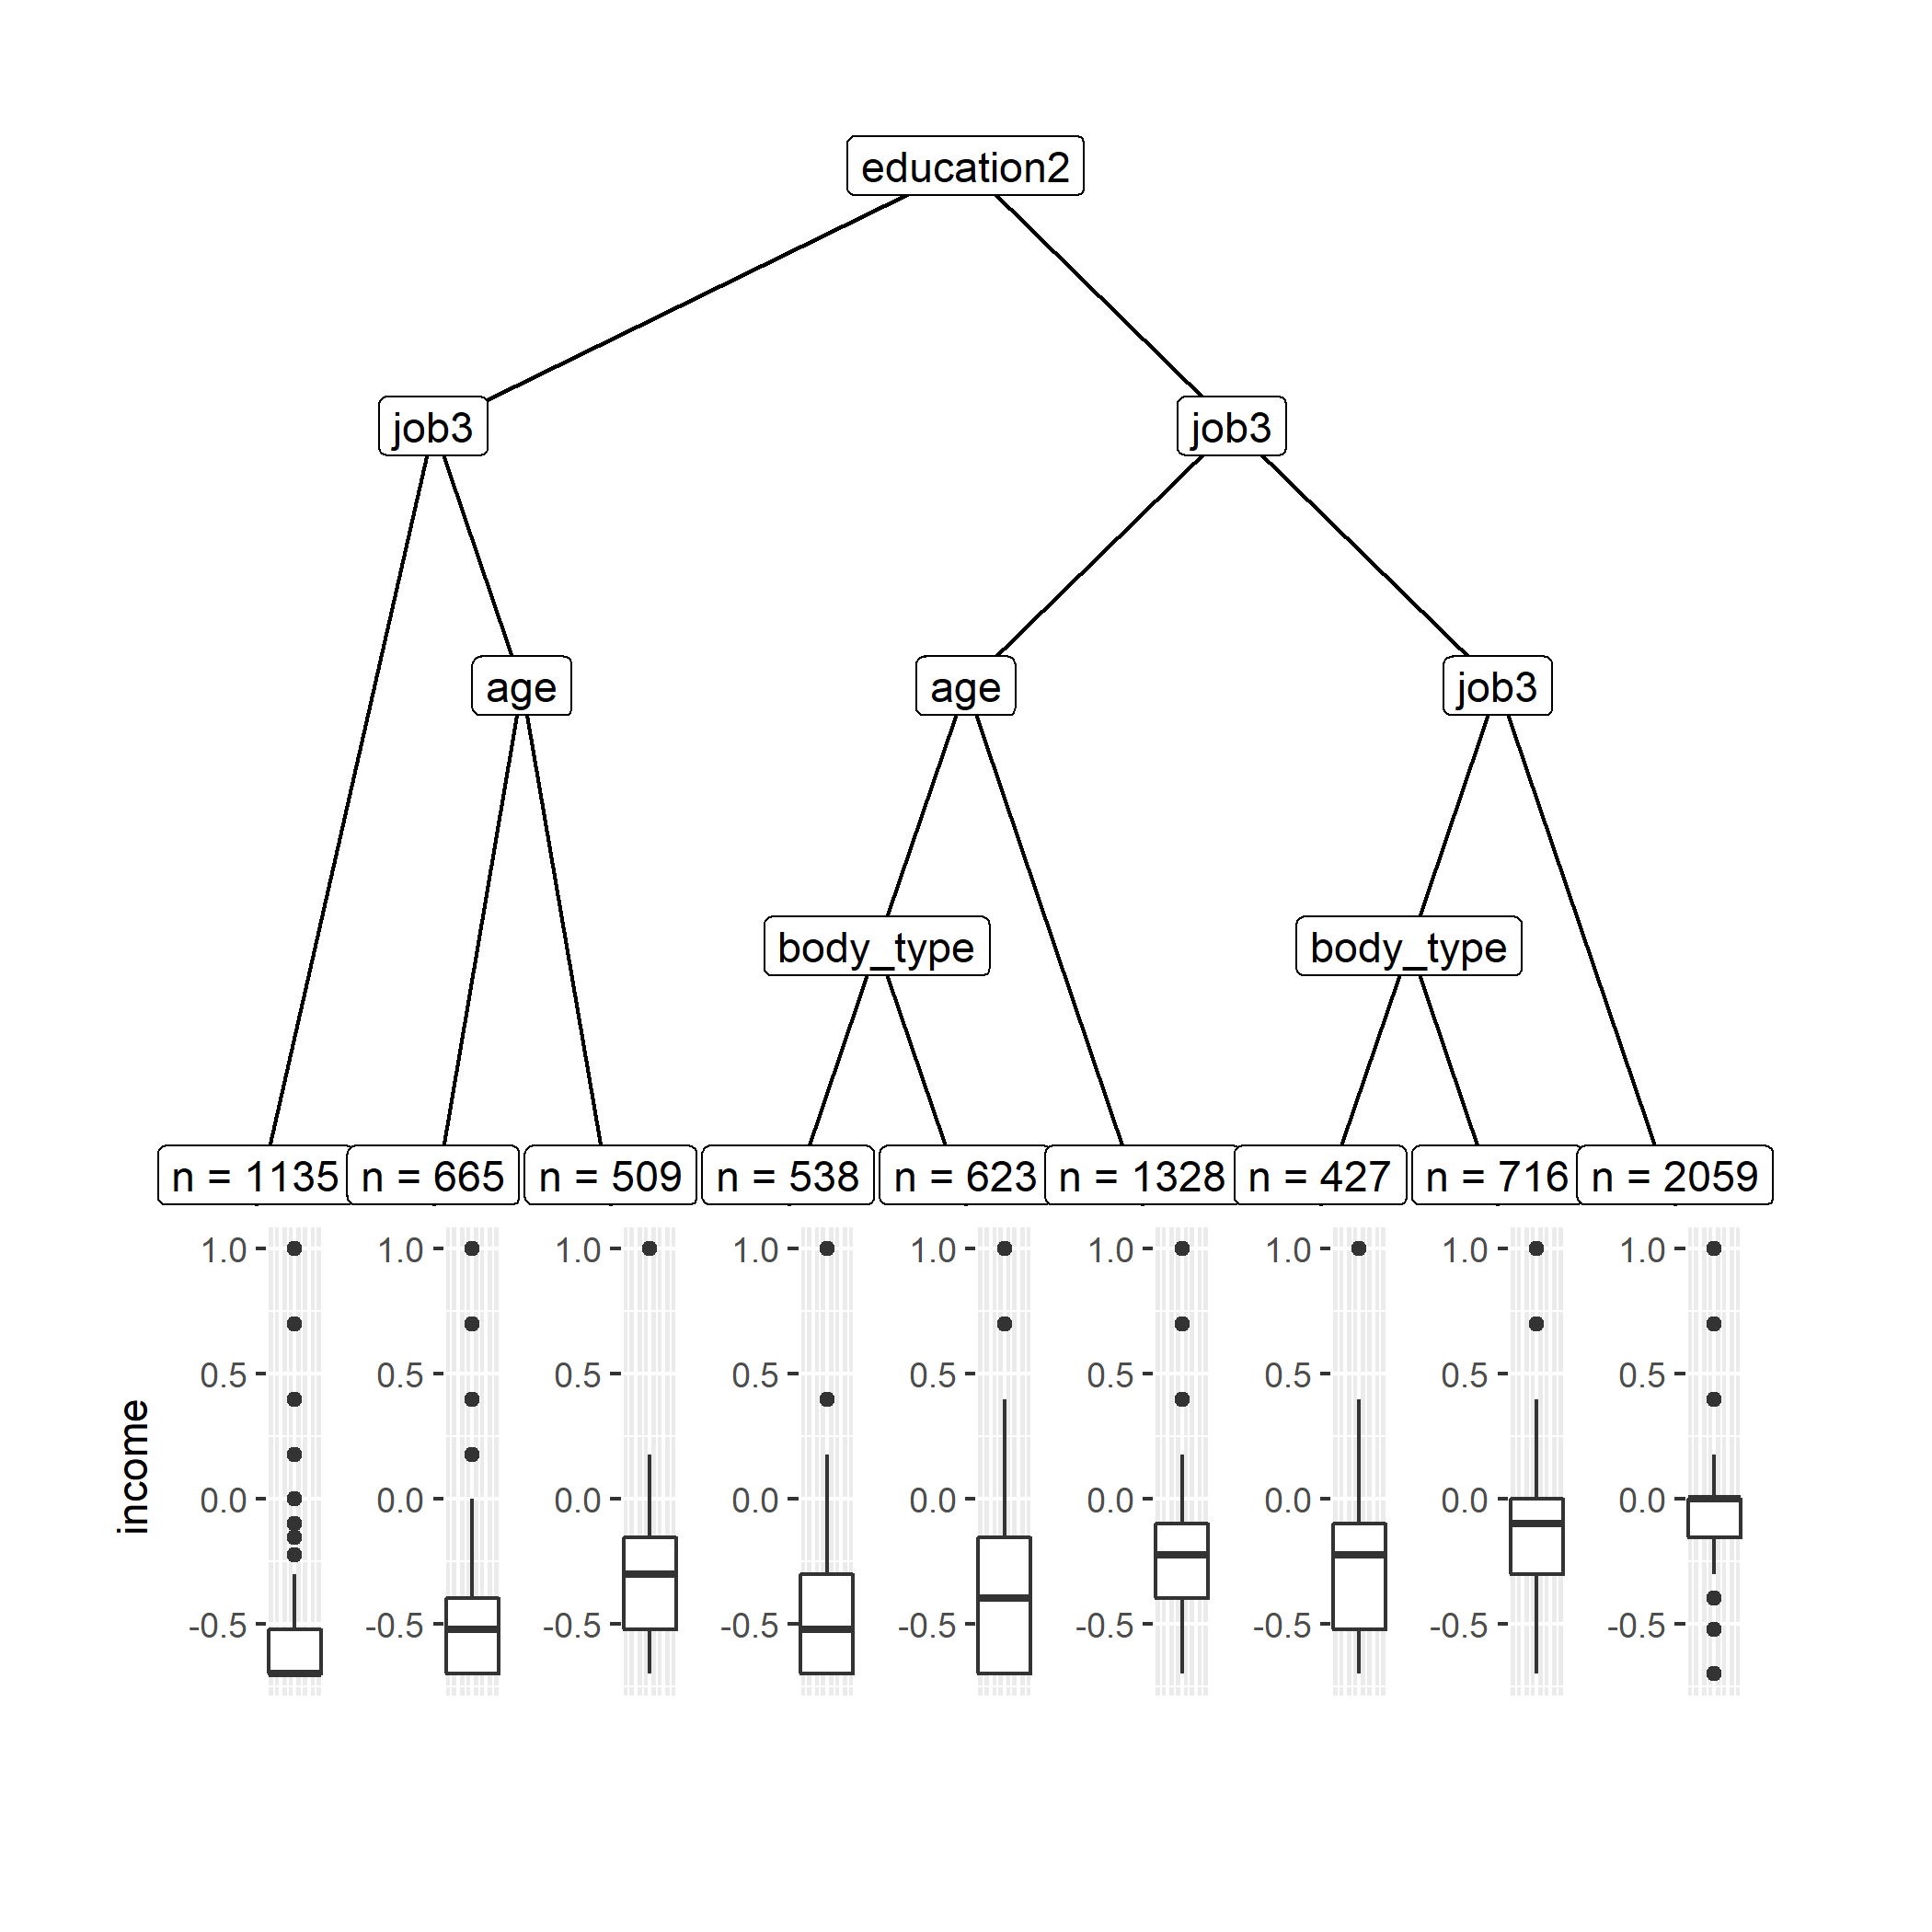 education2
job3 job3
age age job3
body_type body_type
n = 1135 n = 665 n = 509 n = 538 n = 623 n = 1328 n = 427 n = 716 n = 2059
1.0 1.0 1.0 1.0 1.0 1.0 1.0 1.0 1.0
0.5 0.5 0.5 0.5 0.5 0.5 0.5 0.5 0.5
0.0 0.0 0.0 0.0 0.0 0.0 0.0 0.0 0.0
-0.5 -0.5 -0.5 -0.5 -0.5 -0.5 -0.5 -0.5 -0.5
income